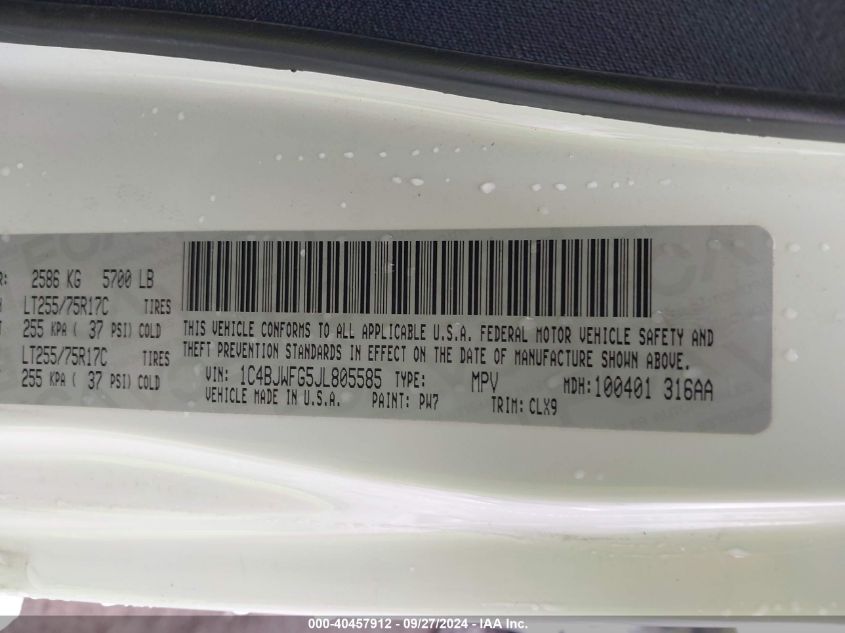 R: 2586 KG 5700 LB
LT255/75R17C TIRES
255 KPA ( 37 PSI) COLD
LT255/75R17C TIRES
255 KPA ( 37 PSI) COLD
THIS VEHICLE CONFORMS TO ALL APPLICABLE U.S.A. FEDERAL MOTOR VEHICLE SAFETY AND
THEFT PREVENTION STANDARDS IN EFFECT ON THE DATE OF MANUFACTURE SHOWN ABOVE.
VIN: 1C4BJWFG5JL805585 TYPE: MPV MDH:100401 316AA
VEHICLE MADE IN U.S.A. PAINT: PW7 TRIM: CLX9
000-40457912 - 09/27/2024 - IAA Inc.